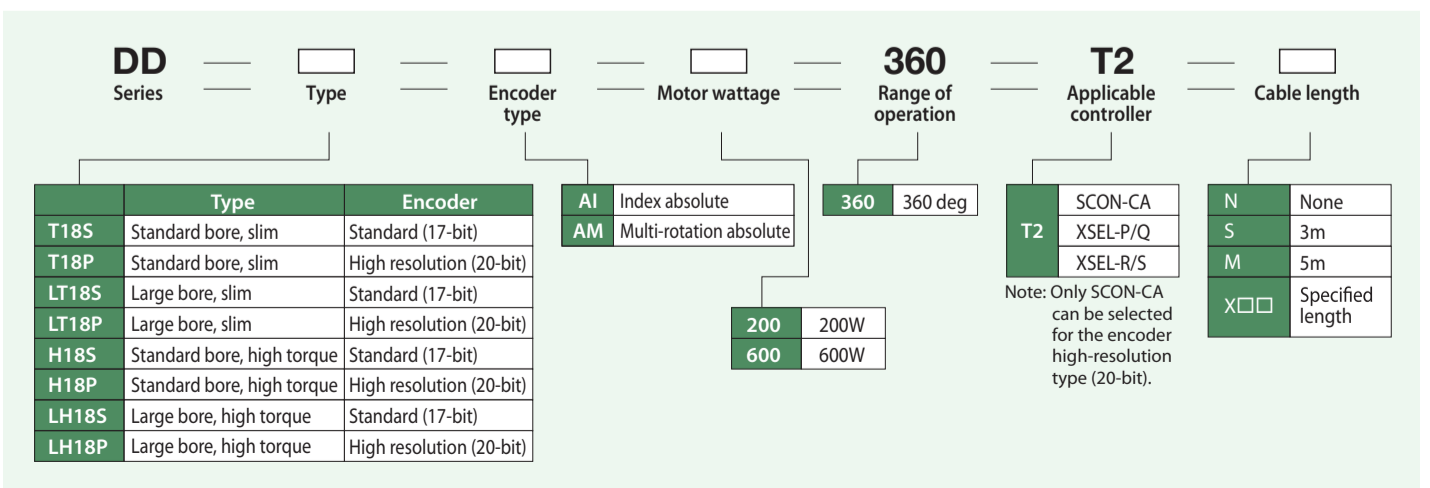 DD — □ — □ — □ — 360 — T2 — □
Series — Type — Encoder type — Motor wattage — Range of operation — Applicable controller — Cable length
Type Encoder
T18S Standard bore, slim Standard (17-bit)
T18P Standard bore, slim High resolution (20-bit)
LT18S Large bore, slim Standard (17-bit)
LT18P Large bore, slim High resolution (20-bit)
H18S Standard bore, high torque Standard (17-bit)
H18P Standard bore, high torque High resolution (20-bit)
LH18S Large bore, high torque Standard (17-bit)
LH18P Large bore, high torque High resolution (20-bit)
AI Index absolute
AM Multi-rotation absolute
200 200W
600 600W
360 360 deg
T2
SCON-CA
XSEL-P/Q
XSEL-R/S
Note: Only SCON-CA
can be selected
for the encoder
high-resolution
type (20-bit).
N None
S 3m
M 5m
X□□ Specified
length